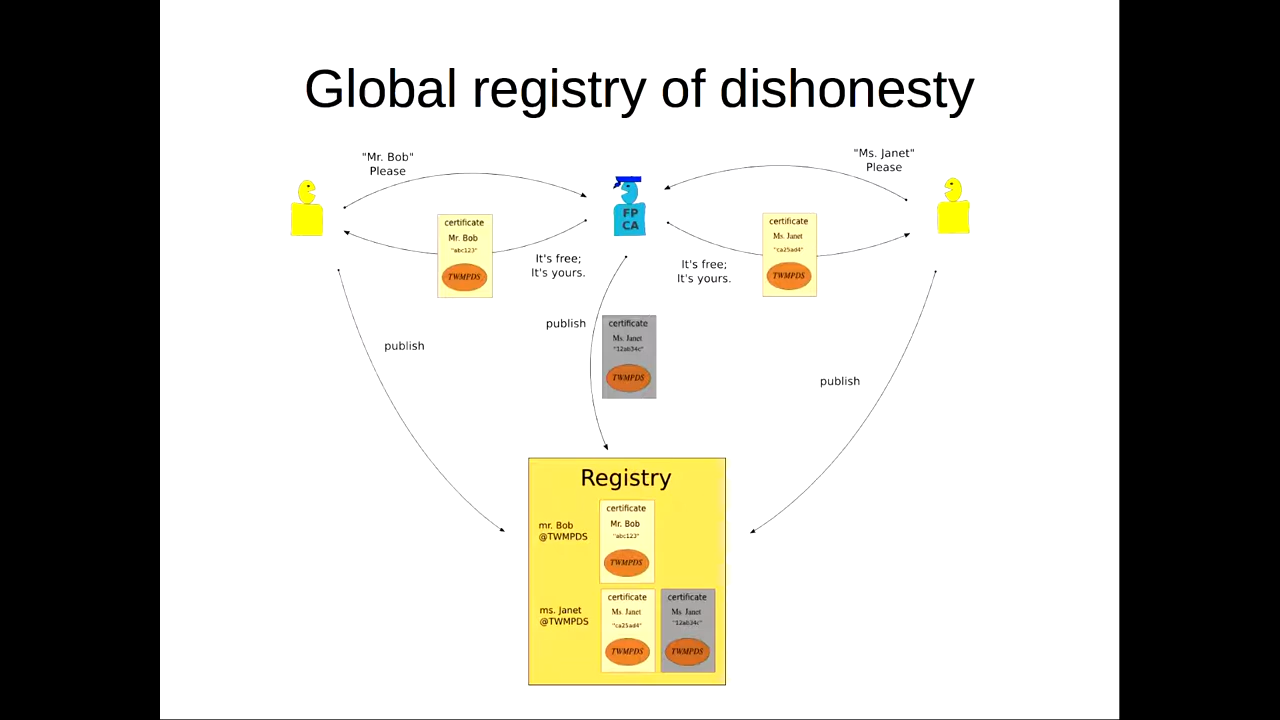 Global registry of dishonesty
"Mr. Bob"
Please
"Ms. Janet"
Please
FP
CA
certificate
Mr. Bob
"abc123"
TWMPDS
It's free;
It's yours.
It's free;
It's yours.
certificate
Ms. Janet
"ca25ad4"
TWMPDS
publish
publish
certificate
Ms. Janet
"12ab34c"
TWMPDS
publish
Registry
mr. Bob
@TWMPDS
certificate
Mr. Bob
"abc123"
TWMPDS
ms. Janet
@TWMPDS
certificate
Ms. Janet
"ca25ad4"
TWMPDS
certificate
Ms. Janet
"12ab34c"
TWMPDS